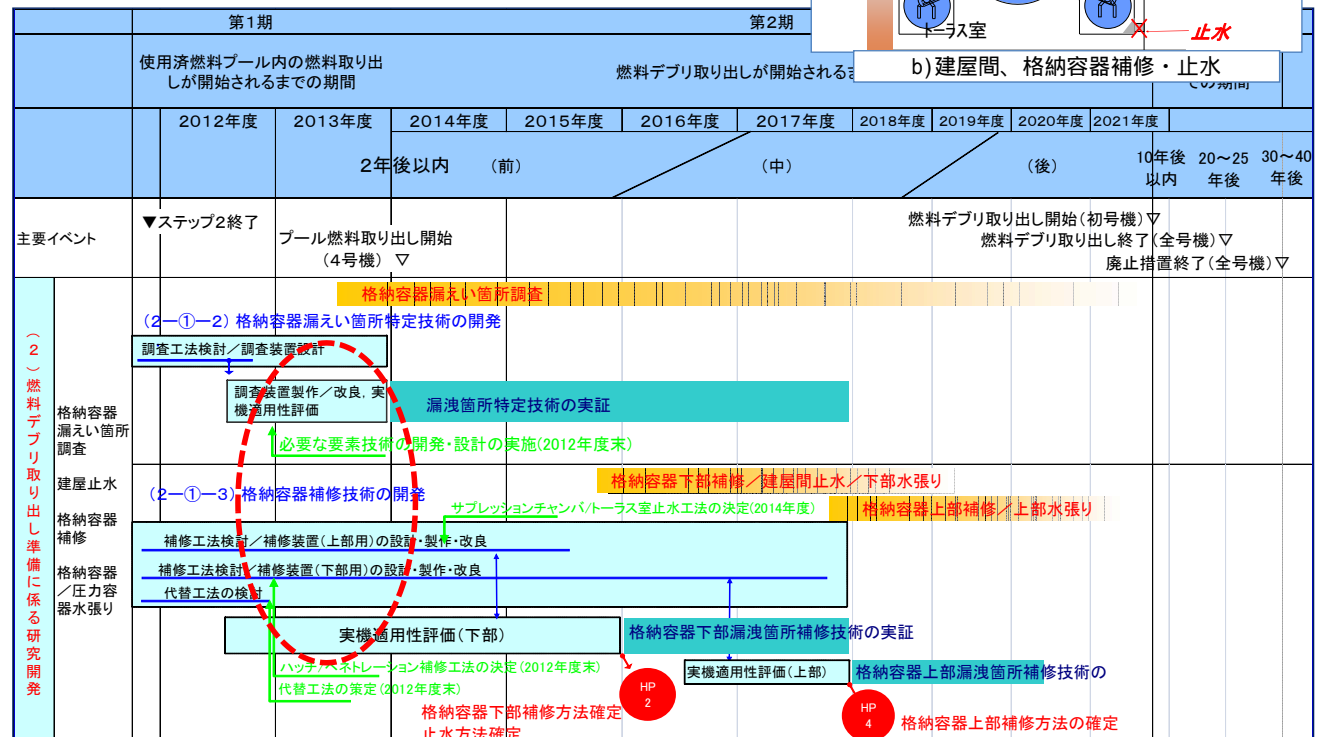 第1期
第2期
トーラス室
止水
b)建屋間、格納容器補修・止水
使用済燃料プール内の燃料取り出
しが開始されるまでの期間
燃料デブリ取り出しが開始されるま
での期間
2012年度
2013年度
2014年度
2015年度
2016年度
2017年度
2018年度
2019年度
2020年度
2021年度
2年後以内
(前)
(中)
(後)
10年後
以内
20~25
年後
30~40
年後
主要イベント
▼ステップ2終了
プール燃料取り出し開始
(4号機) ▽
燃料デブリ取り出し開始(初号機)▽
燃料デブリ取り出し終了(全号機)▽
廃止措置終了(全号機)▽
(2)燃料デブリ取り出し準備に係る研究開発
格納容器漏えい箇所調査
(2-①-2) 格納容器漏えい箇所特定技術の開発
調査工法検討/調査装置設計
調査装置製作/改良, 実
機適用性評価
漏洩箇所特定技術の実証
格納容器
漏えい箇所
調査
必要な要素技術の開発・設計の実施(2012年度末)
建屋止水
格納容器下部補修/建屋間止水/下部水張り
(2-①-3) 格納容器補修技術の開発
サプレッションチャンバ/トーラス室止水工法の決定(2014年度)
格納容器上部補修/上部水張り
格納容器
補修
補修工法検討/補修装置(上部用)の設計・製作・改良
補修工法検討/補修装置(下部用)の設計・製作・改良
代替工法の検討
格納容器
/圧力容
器水張り
実機適用性評価(下部)
格納容器下部漏洩箇所補修技術の実証
ハッチ/ペネトレーション補修工法の決定(2012年度末)
実機適用性評価(上部)
格納容器上部漏洩箇所補修技術の
代替工法の策定(2012年度末)
HP
2
HP
4
格納容器下部補修方法確定
止水方法確定
格納容器上部補修方法の確定